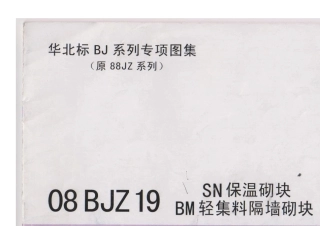 华北标 BJ 系列专项图集
（原 88JZ 系列）
08 BJZ 19
SN 保温砌块
BM 轻集料隔墙砌块